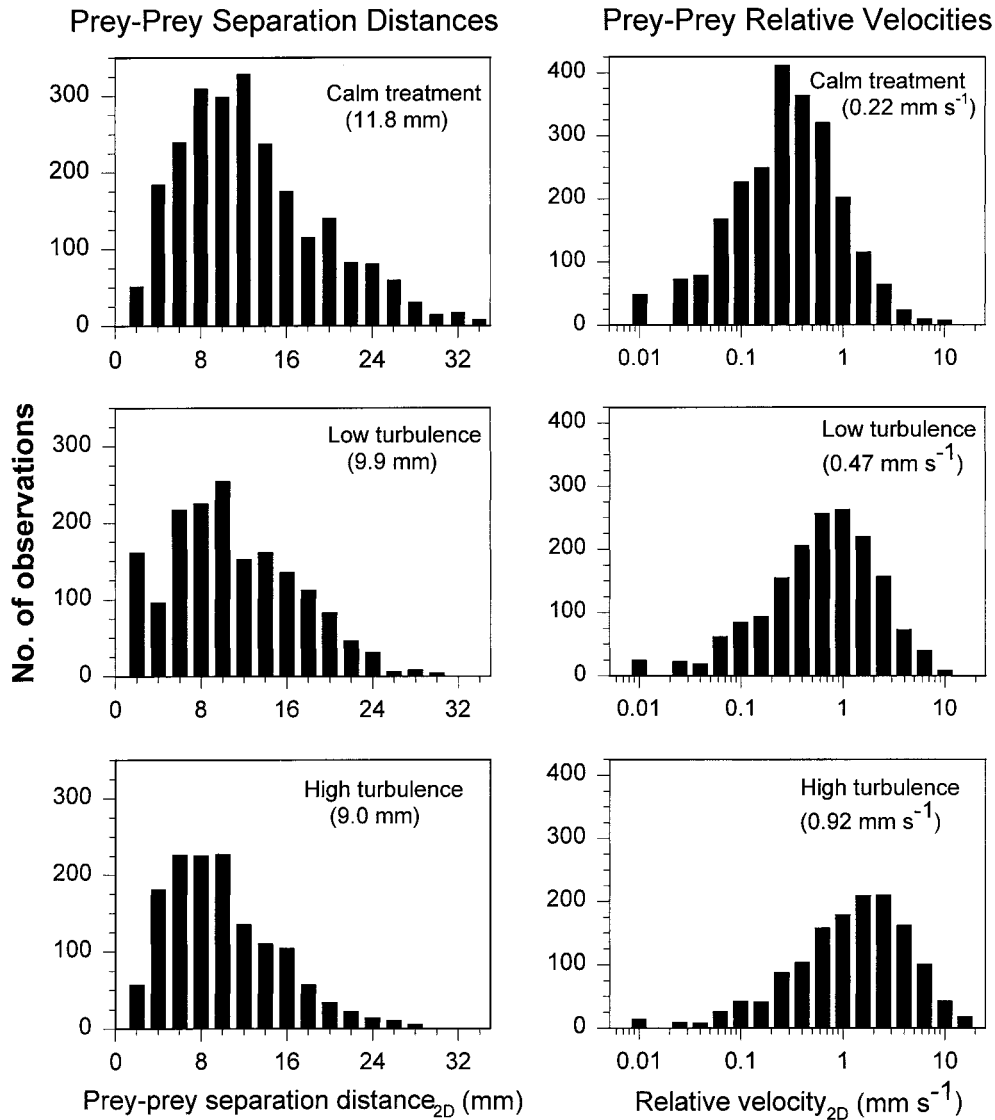 Prey-Prey Separation Distances
Prey-Prey Relative Velocities
Calm treatment
(11.8 mm)
300
200
100
0
0 8 16 24 32
Calm treatment
(0.22 mm s⁻¹)
400
300
200
100
0
0.01 0.1 1 10
No. of observations
Low turbulence
(9.9 mm)
300
200
100
0
0 8 16 24 32
Low turbulence
(0.47 mm s⁻¹)
400
300
200
100
0
0.01 0.1 1 10
High turbulence
(9.0 mm)
300
200
100
0
0 8 16 24 32
Prey-prey separation distance₂D (mm)
High turbulence
(0.92 mm s⁻¹)
400
300
200
100
0
0.01 0.1 1 10
Relative velocity₂D (mm s⁻¹)